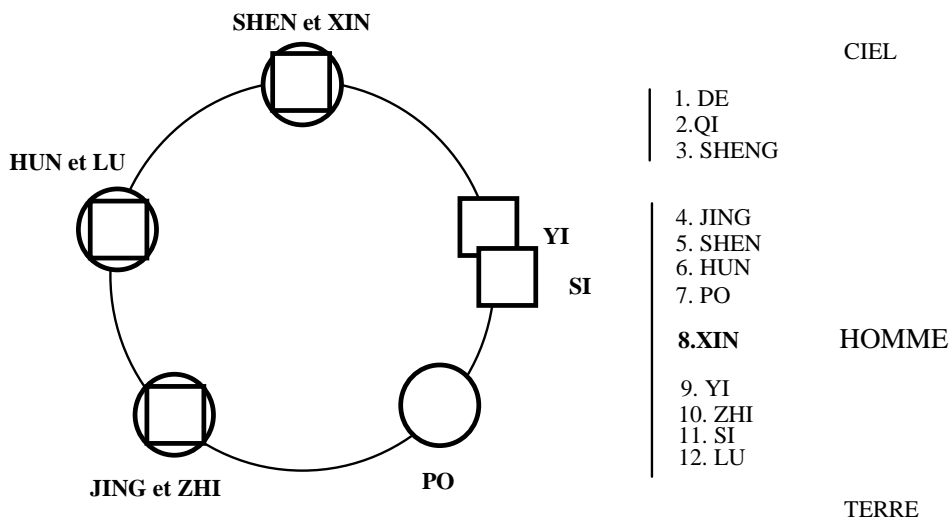 SHEN et XIN
HUN et LU
YI
SI
PO
JING et ZHI
CIEL
1. DE
2.QI
3. SHENG
4. JING
5. SHEN
6. HUN
7. PO
8.XIN
HOMME
9. YI
10. ZHI
11. SI
12. LU
TERRE